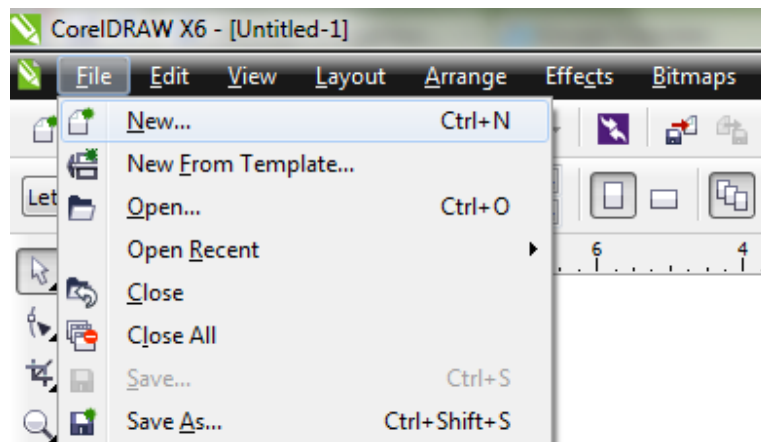 CorelDRAW X6 - [Untitled-1]
File Edit View Layout Arrange Effects Bitmaps
New... Ctrl+N
New From Template...
Let
Open... Ctrl+O
Open Recent
6 4
Close
Close All
Save... Ctrl+S
Save As... Ctrl+Shift+S